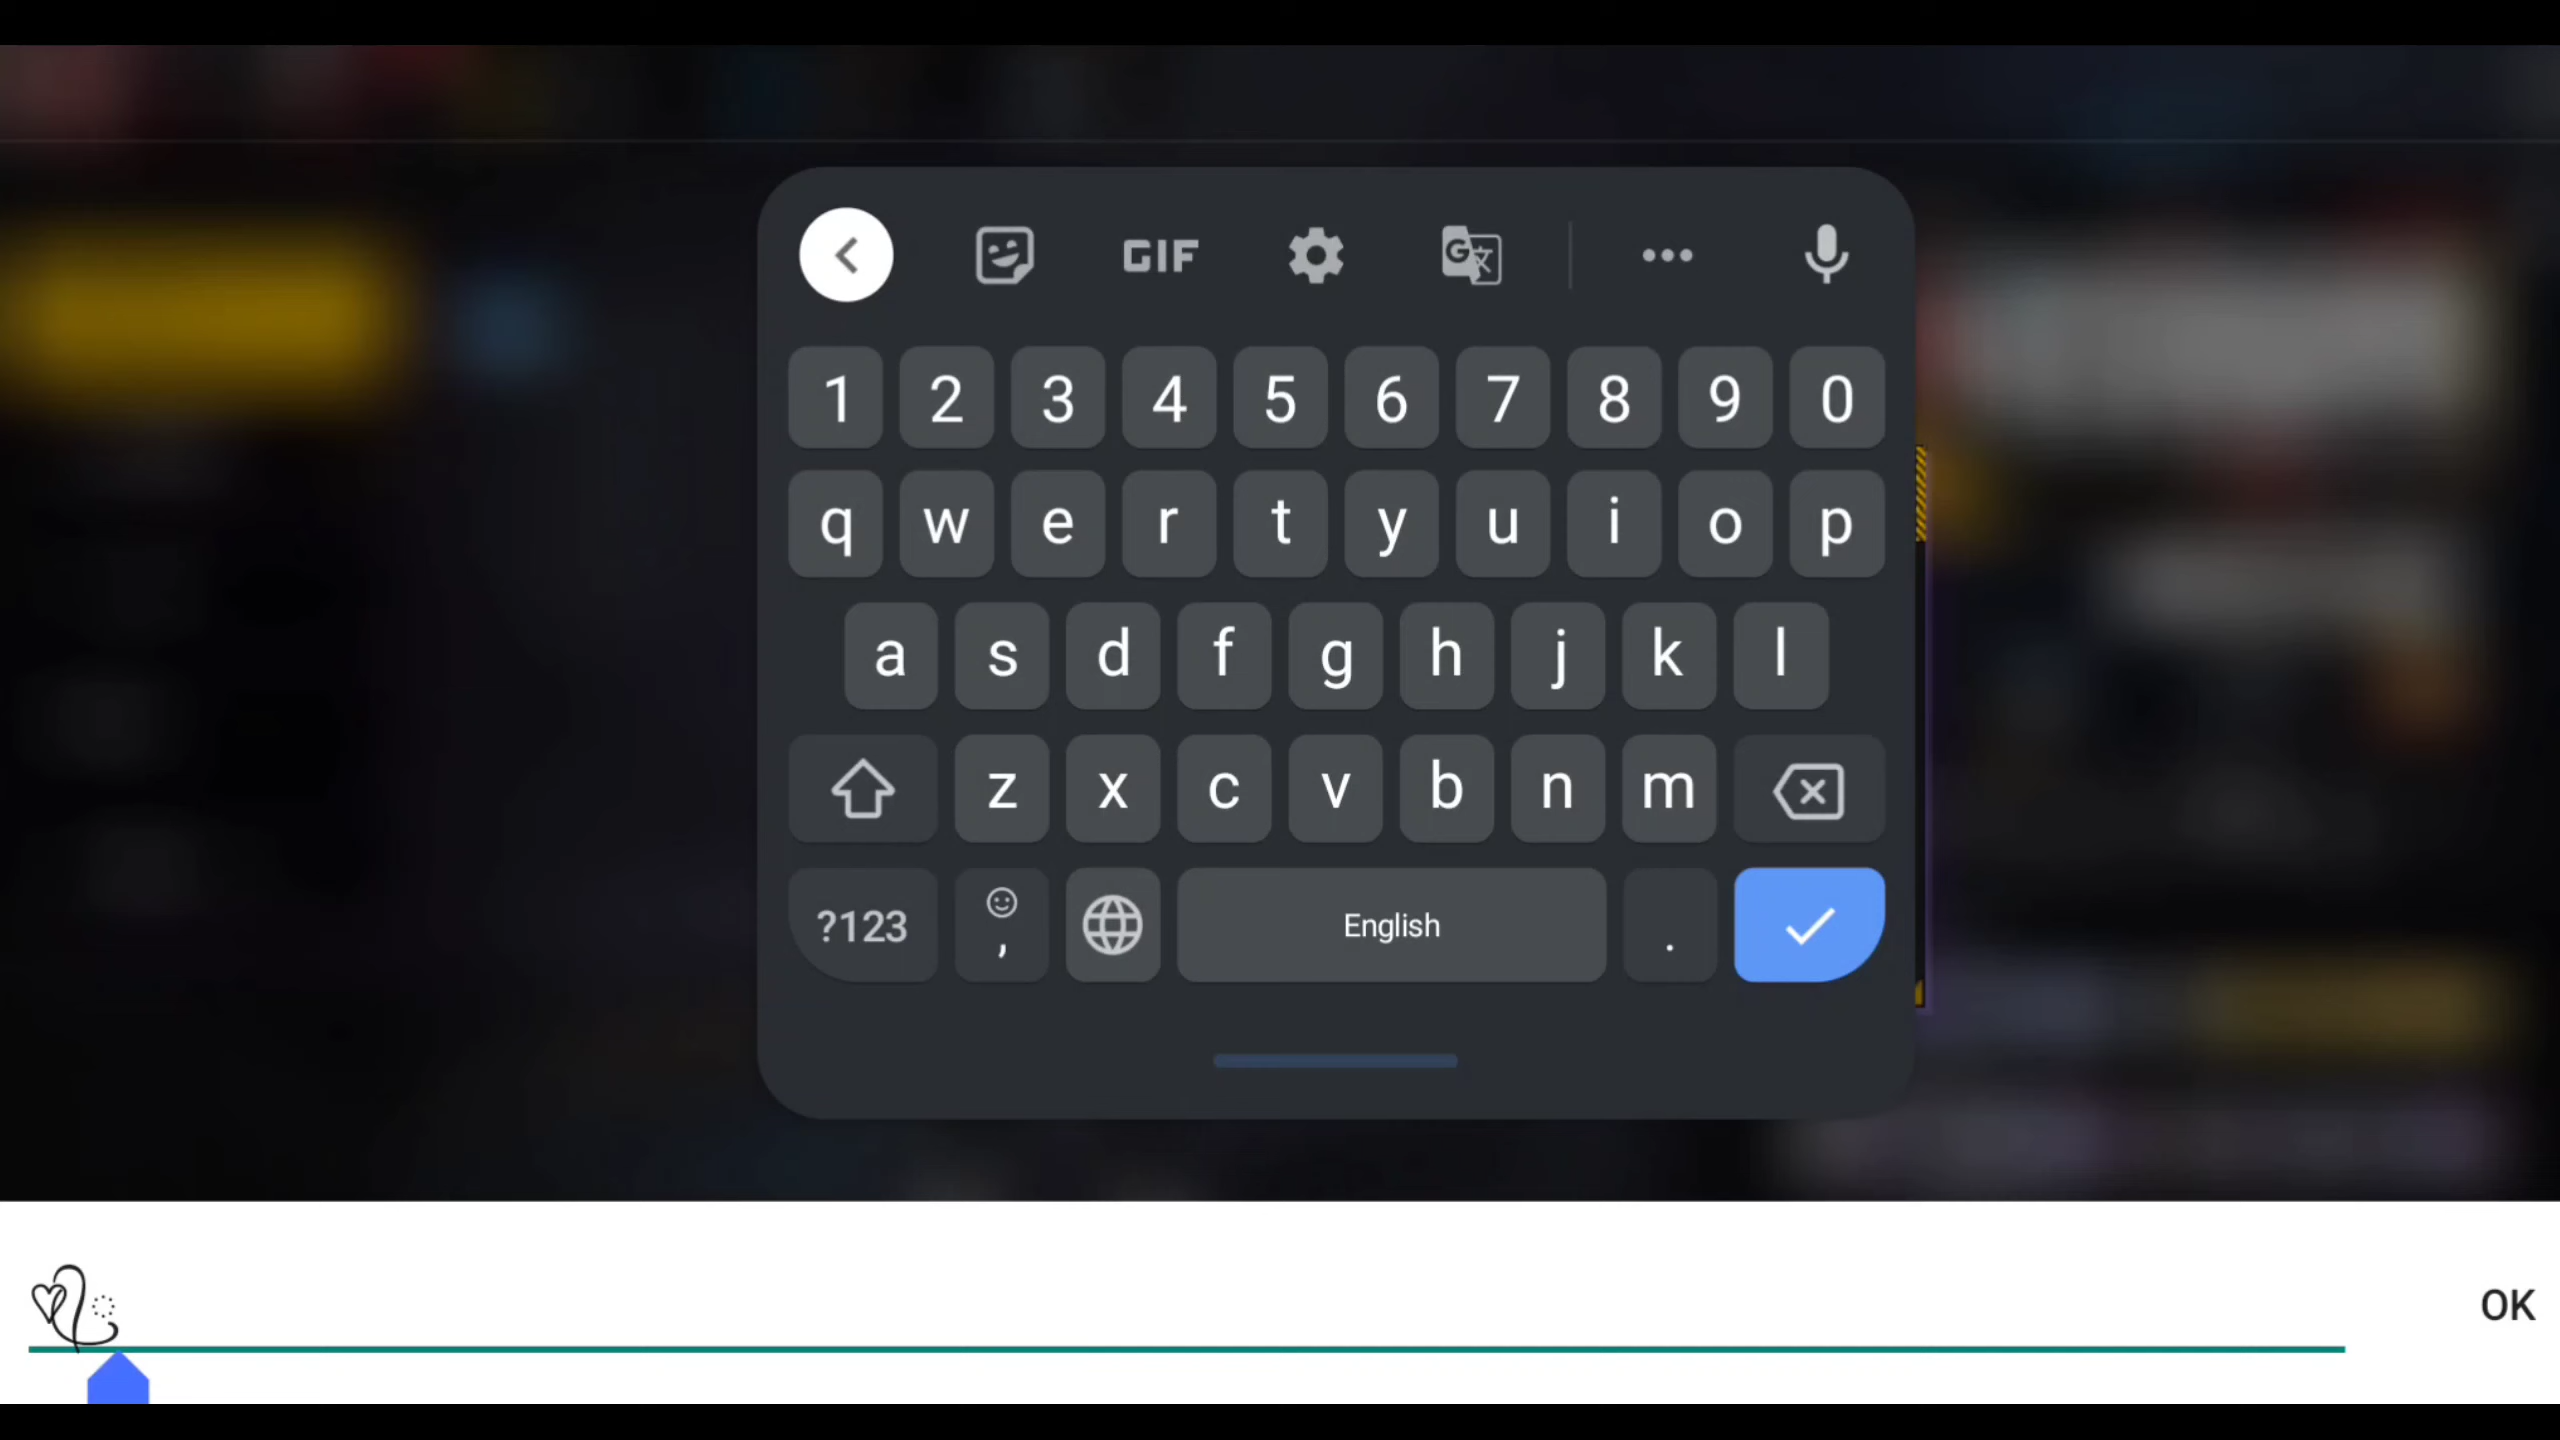 GIF
1 2 3 4 5 6 7 8 9 0
q w e r t y u i o p
a s d f g h j k l
z x c v b n m
?123 , English .
OK